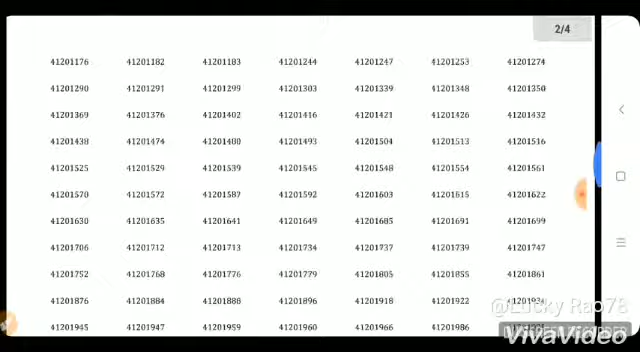 2/4
41201176 41201182 41201183 41201244 41201247 41201253 41201274
41201290 41201291 41201299 41201303 41201339 41201348 41201350
41201369 41201376 41201402 41201416 41201421 41201426 41201432
41201438 41201474 41201480 41201493 41201504 41201513 41201516
41201525 41201529 41201539 41201545 41201548 41201554 41201561
41201570 41201572 41201587 41201592 41201603 41201615 41201622
41201630 41201635 41201641 41201649 41201685 41201691 41201699
41201706 41201712 41201713 41201734 41201737 41201739 41201747
41201752 41201768 41201776 41201779 41201805 41201855 41201861
41201876 41201884 41201888 41201896 41201918 41201922
@Lucky Rao78
41201945 41201947 41201959 41201960 41201966 41201986
VivaVideo